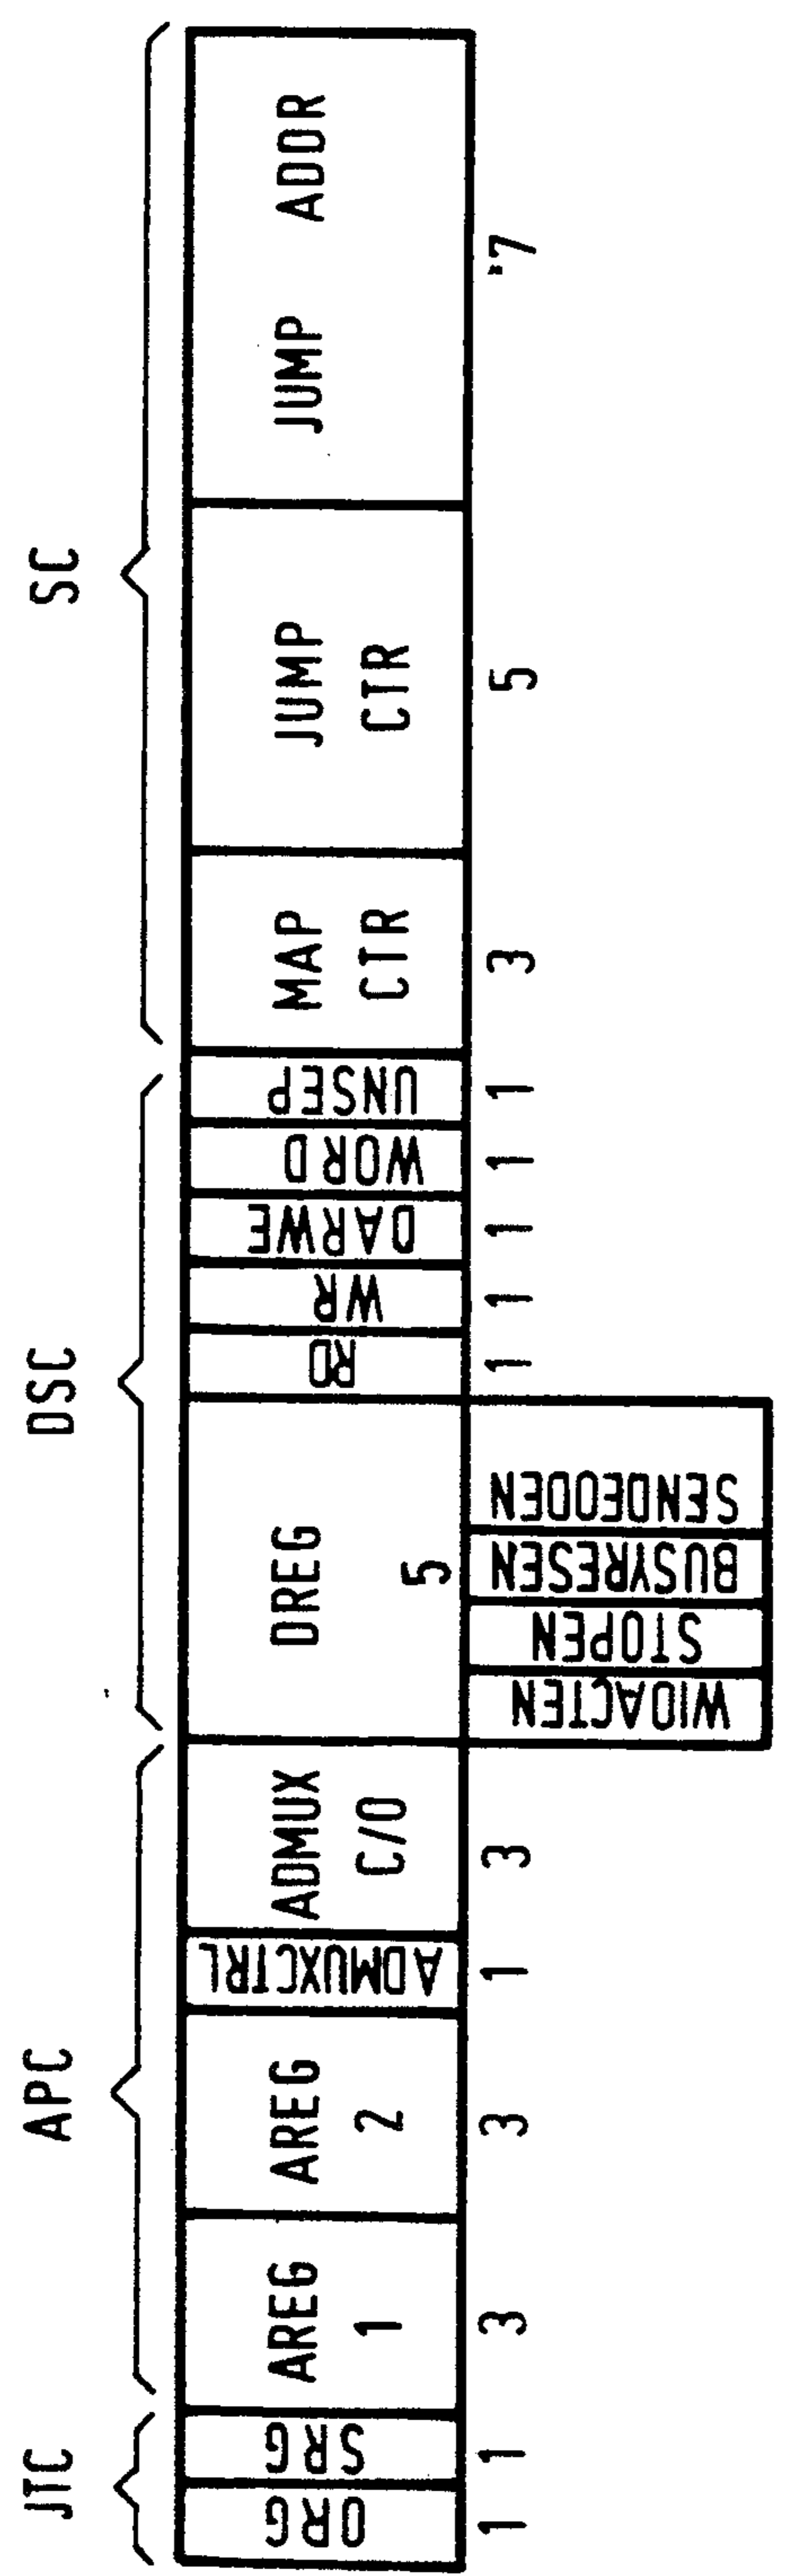 JTC
APC
DSC
SC
ORG
SRG
AREG
1
AREG
2
ADMUXCTRL
ADMUX
C/O
DREG
5
RD
WR
DARWE
WORD
UNSEP
MAP
CTR
JUMP
CTR
JUMP ADDR
1
1
3
3
1
3
1
1
1
1
1
3
5
7
WIDACTEN
STOPEN
BUSYRESEN
SENDEODEN